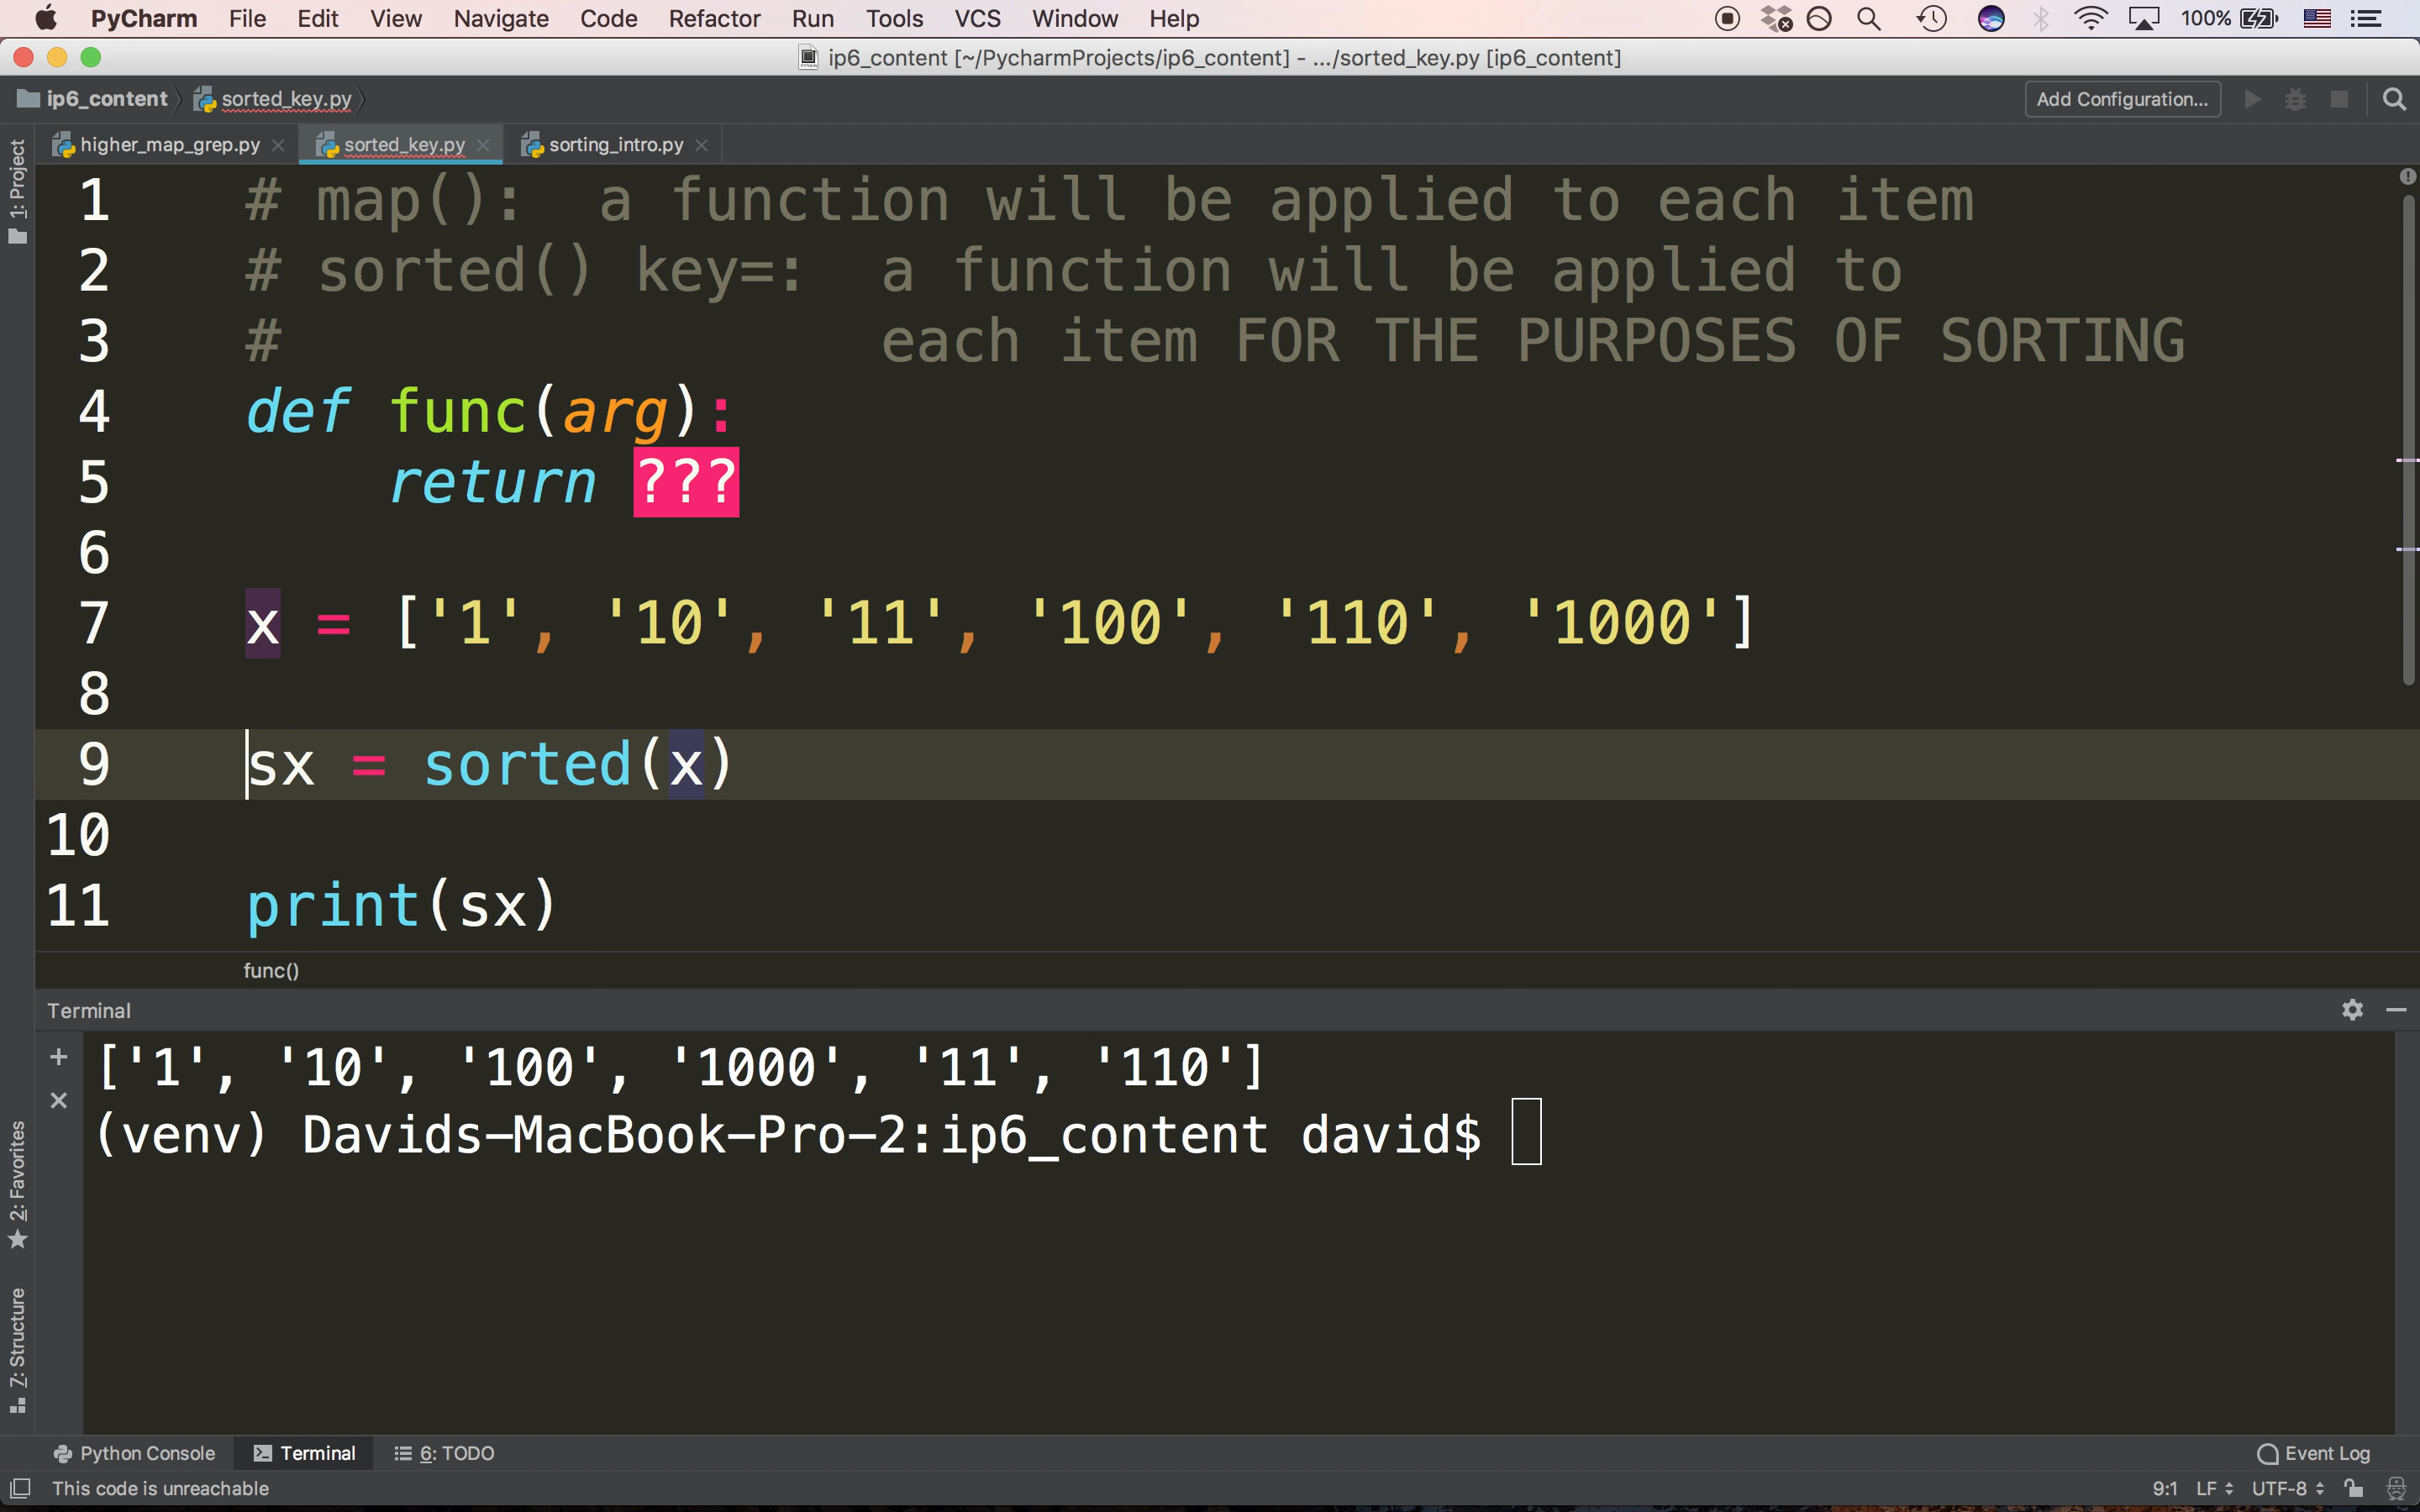 PyCharm File Edit View Navigate Code Refactor Run Tools VCS Window Help 100%
ip6_content [~/PycharmProjects/ip6_content] - .../sorted_key.py [ip6_content]
ip6_content sorted_key.py Add Configuration...
higher_map_grep.py sorted_key.py sorting_intro.py
1: Project
1 # map():  a function will be applied to each item
2 # sorted() key=:  a function will be applied to
3 #                 each item FOR THE PURPOSES OF SORTING
4 def func(arg):
5     return ???
6
7 x = ['1', '10', '11', '100', '110', '1000']
8
9 sx = sorted(x)
10
11 print(sx)
func()
Terminal
['1', '10', '100', '1000', '11', '110']
(venv) Davids-MacBook-Pro-2:ip6_content david$
2: Favorites
7: Structure
Python Console Terminal 6: TODO Event Log
This code is unreachable 9:1 LF UTF-8